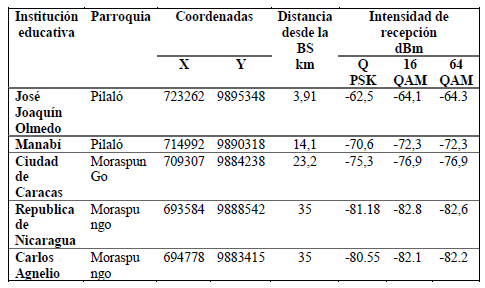 Institución educativa Parroquia Coordenadas Distancia desde la BS km Intensidad de recepción dBm
X Y Q PSK 16 QAM 64 QAM
José Joaquín Olmedo Pilaló 723262 9895348 3,91 -62,5 -64,1 -64.3
Manabí Pilaló 714992 9890318 14,1 -70,6 -72,3 -72,3
Ciudad de Caracas Moraspun Go 709307 9884238 23,2 -75,3 -76,9 -76,9
Republica de Nicaragua Moraspu ngo 693584 9888542 35 -81.18 -82.8 -82,6
Carlos Agnelio Moraspu ngo 694778 9883415 35 -80.55 -82.1 -82.2